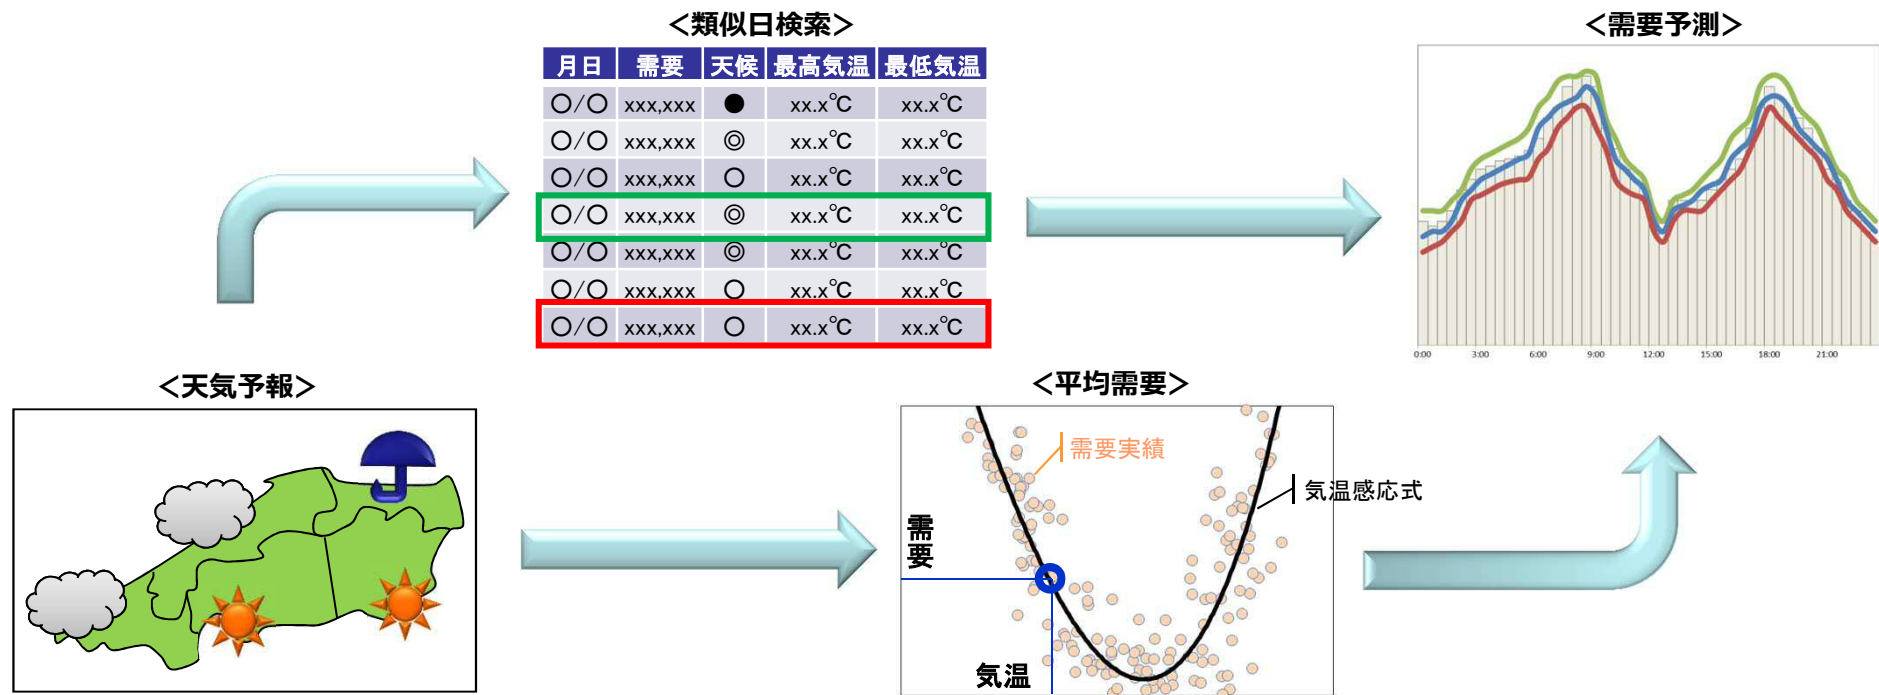 ＜類似日検索＞
月日 需要 天候 最高気温 最低気温
〇/〇 xxx,xxx ● xx.x℃ xx.x℃
〇/〇 xxx,xxx ◎ xx.x℃ xx.x℃
〇/〇 xxx,xxx 〇 xx.x℃ xx.x℃
〇/〇 xxx,xxx ◎ xx.x℃ xx.x℃
〇/〇 xxx,xxx ◎ xx.x℃ xx.x℃
〇/〇 xxx,xxx 〇 xx.x℃ xx.x℃
〇/〇 xxx,xxx 〇 xx.x℃ xx.x℃
＜需要予測＞
0:00 3:00 6:00 9:00 12:00 15:00 18:00 21:00
＜天気予報＞
＜平均需要＞
需要実績
気温感応式
需要
気温